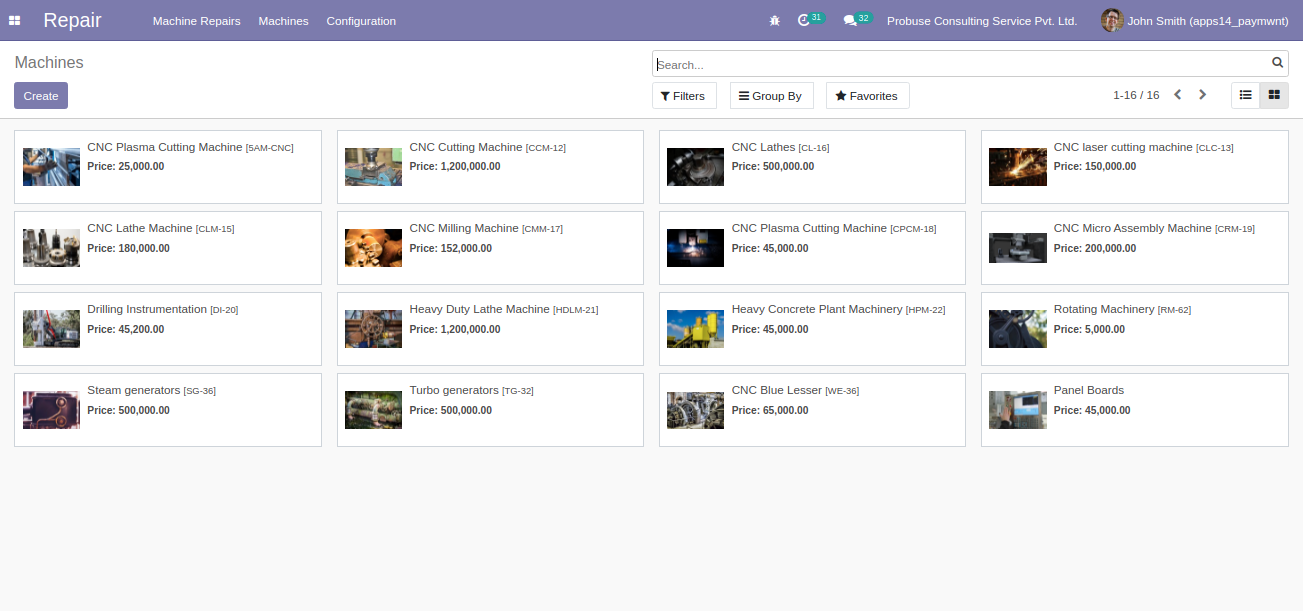 Repair
Machine Repairs Machines Configuration
31 32 Probuse Consulting Service Pvt. Ltd. John Smith (apps14_paymwnt)
Machines
Search...
Create
Filters Group By Favorites
1-16 / 16
CNC Plasma Cutting Machine [5AM-CNC]
Price: 25,000.00
CNC Cutting Machine [CCM-12]
Price: 1,200,000.00
CNC Lathes [CL-16]
Price: 500,000.00
CNC laser cutting machine [CLC-13]
Price: 150,000.00
CNC Lathe Machine [CLM-15]
Price: 180,000.00
CNC Milling Machine [CMM-17]
Price: 152,000.00
CNC Plasma Cutting Machine [CPCM-18]
Price: 45,000.00
CNC Micro Assembly Machine [CRM-19]
Price: 200,000.00
Drilling Instrumentation [DI-20]
Price: 45,200.00
Heavy Duty Lathe Machine [HDLM-21]
Price: 1,200,000.00
Heavy Concrete Plant Machinery [HPM-22]
Price: 45,000.00
Rotating Machinery [RM-62]
Price: 5,000.00
Steam generators [SG-36]
Price: 500,000.00
Turbo generators [TG-32]
Price: 500,000.00
CNC Blue Lesser [WE-36]
Price: 65,000.00
Panel Boards
Price: 45,000.00